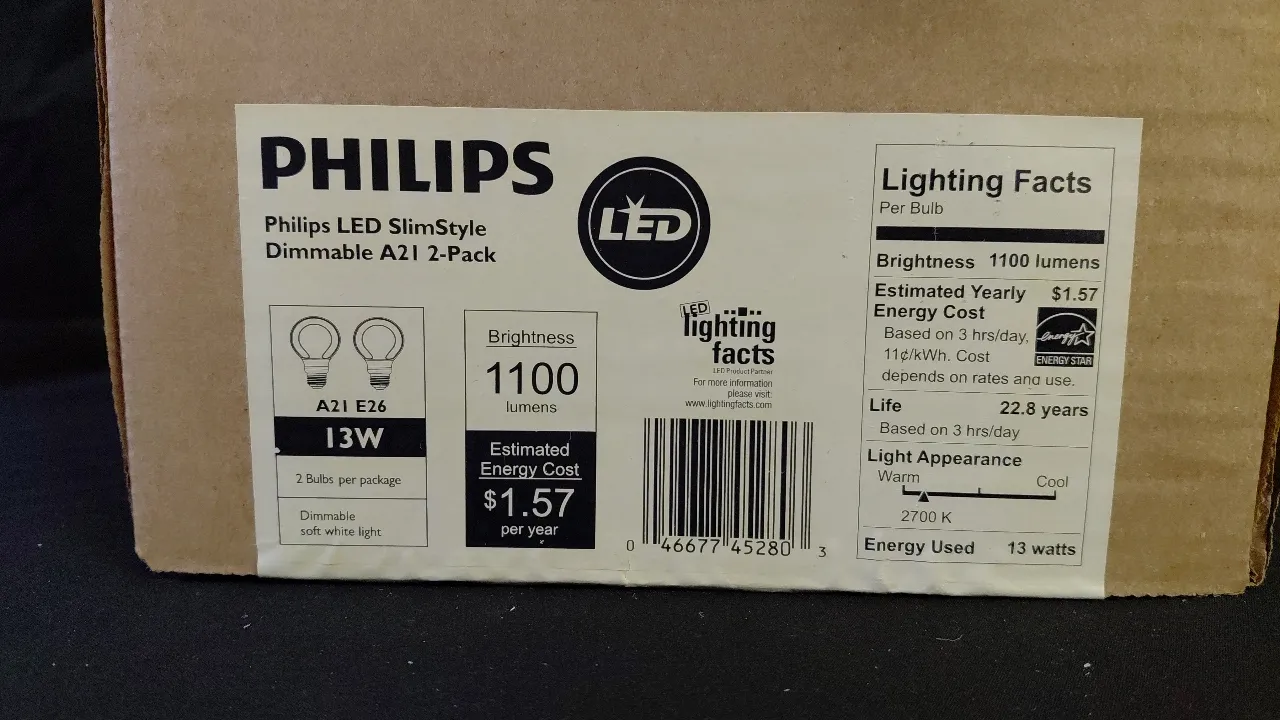 PHILIPS
Philips LED SlimStyle
Dimmable A21 2-Pack
LED
A21 E26
13W
2 Bulbs per package
Dimmable
soft white light
Brightness
1100
lumens
Estimated
Energy Cost
$1.57
per year
LED
lighting
facts
LED Product Partner
For more information
please visit:
www.lightingfacts.com
0 46677 45280 3
Lighting Facts
Per Bulb
Brightness 1100 lumens
Estimated Yearly $1.57
Energy Cost
Based on 3 hrs/day,
11¢/kWh. Cost
depends on rates and use.
energy
ENERGY STAR
Life 22.8 years
Based on 3 hrs/day
Light Appearance
Warm Cool
2700 K
Energy Used 13 watts